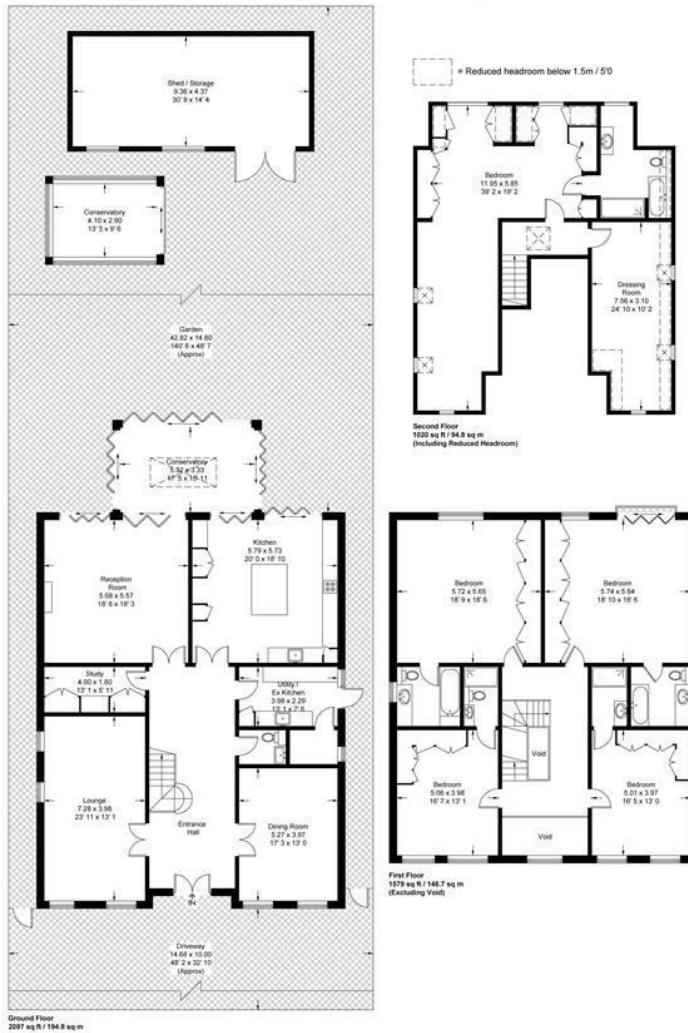 Shed / Storage
9.36 x 4.37
30' 9 x 14' 4
Conservatory
4.10 x 2.90
13' 5 x 9' 6
Garden
42.82 x 14.80
140' 6 x 48' 7
(Approx)
Conservatory
17' 5 x 10' 11
Reception
Room
5.68 x 5.57
18' 8 x 18' 3
Kitchen
5.79 x 5.73
20' 0 x 18' 10
Study
4.00 x 1.80
13' 1 x 5' 11
Utility /
Ex Kitchen
3.98 x 2.29
13' 1 x 7' 6
Lounge
7.28 x 3.98
23' 11 x 13' 1
Entrance
Hall
Dining Room
5.27 x 3.97
17' 3 x 13' 0
IN
Driveway
14.68 x 10.00
48' 2 x 32' 10
(Approx)
Ground Floor
2097 sq ft / 194.8 sq m
= Reduced headroom below 1.5m / 5'0
Bedroom
11.95 x 5.85
39' 2 x 19' 2
Dressing
Room
7.56 x 3.10
24' 10 x 10' 2
Second Floor
1020 sq ft / 94.8 sq m
(Including Reduced Headroom)
Bedroom
5.72 x 5.65
18' 9 x 18' 6
Bedroom
5.74 x 5.64
18' 10 x 18' 6
Void
Bedroom
5.06 x 3.98
16' 7 x 13' 1
Bedroom
5.01 x 3.97
16' 5 x 13' 0
Void
First Floor
1579 sq ft / 146.7 sq m
(Excluding Void)